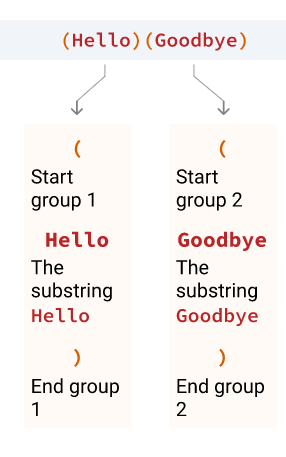 (Hello)(Goodbye)
(
Start
group 1
Hello
The
substring
Hello
)
End group
1
(
Start
group 2
Goodbye
The
substring
Goodbye
)
End group
2